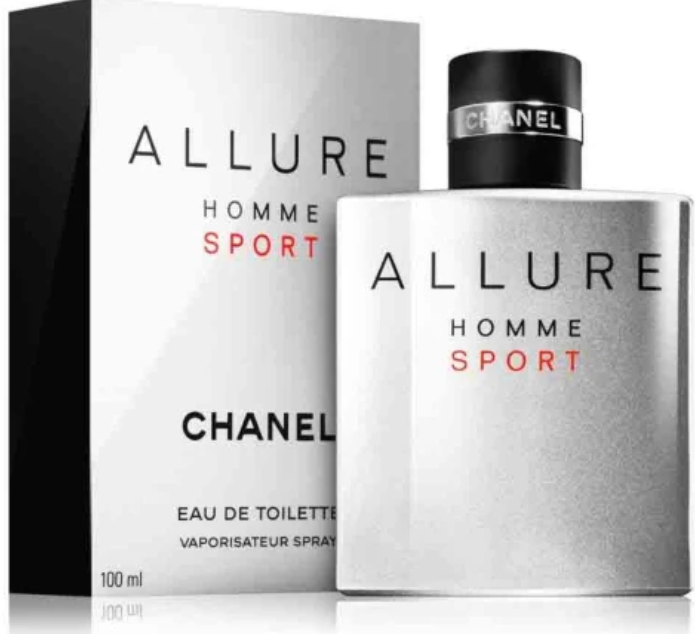 ALLURE
HOMME
SPORT
CHANEL
EAU DE TOILETTE
VAPORISATEUR SPRAY
100 ml
CHANEL
ALLURE
HOMME
SPORT